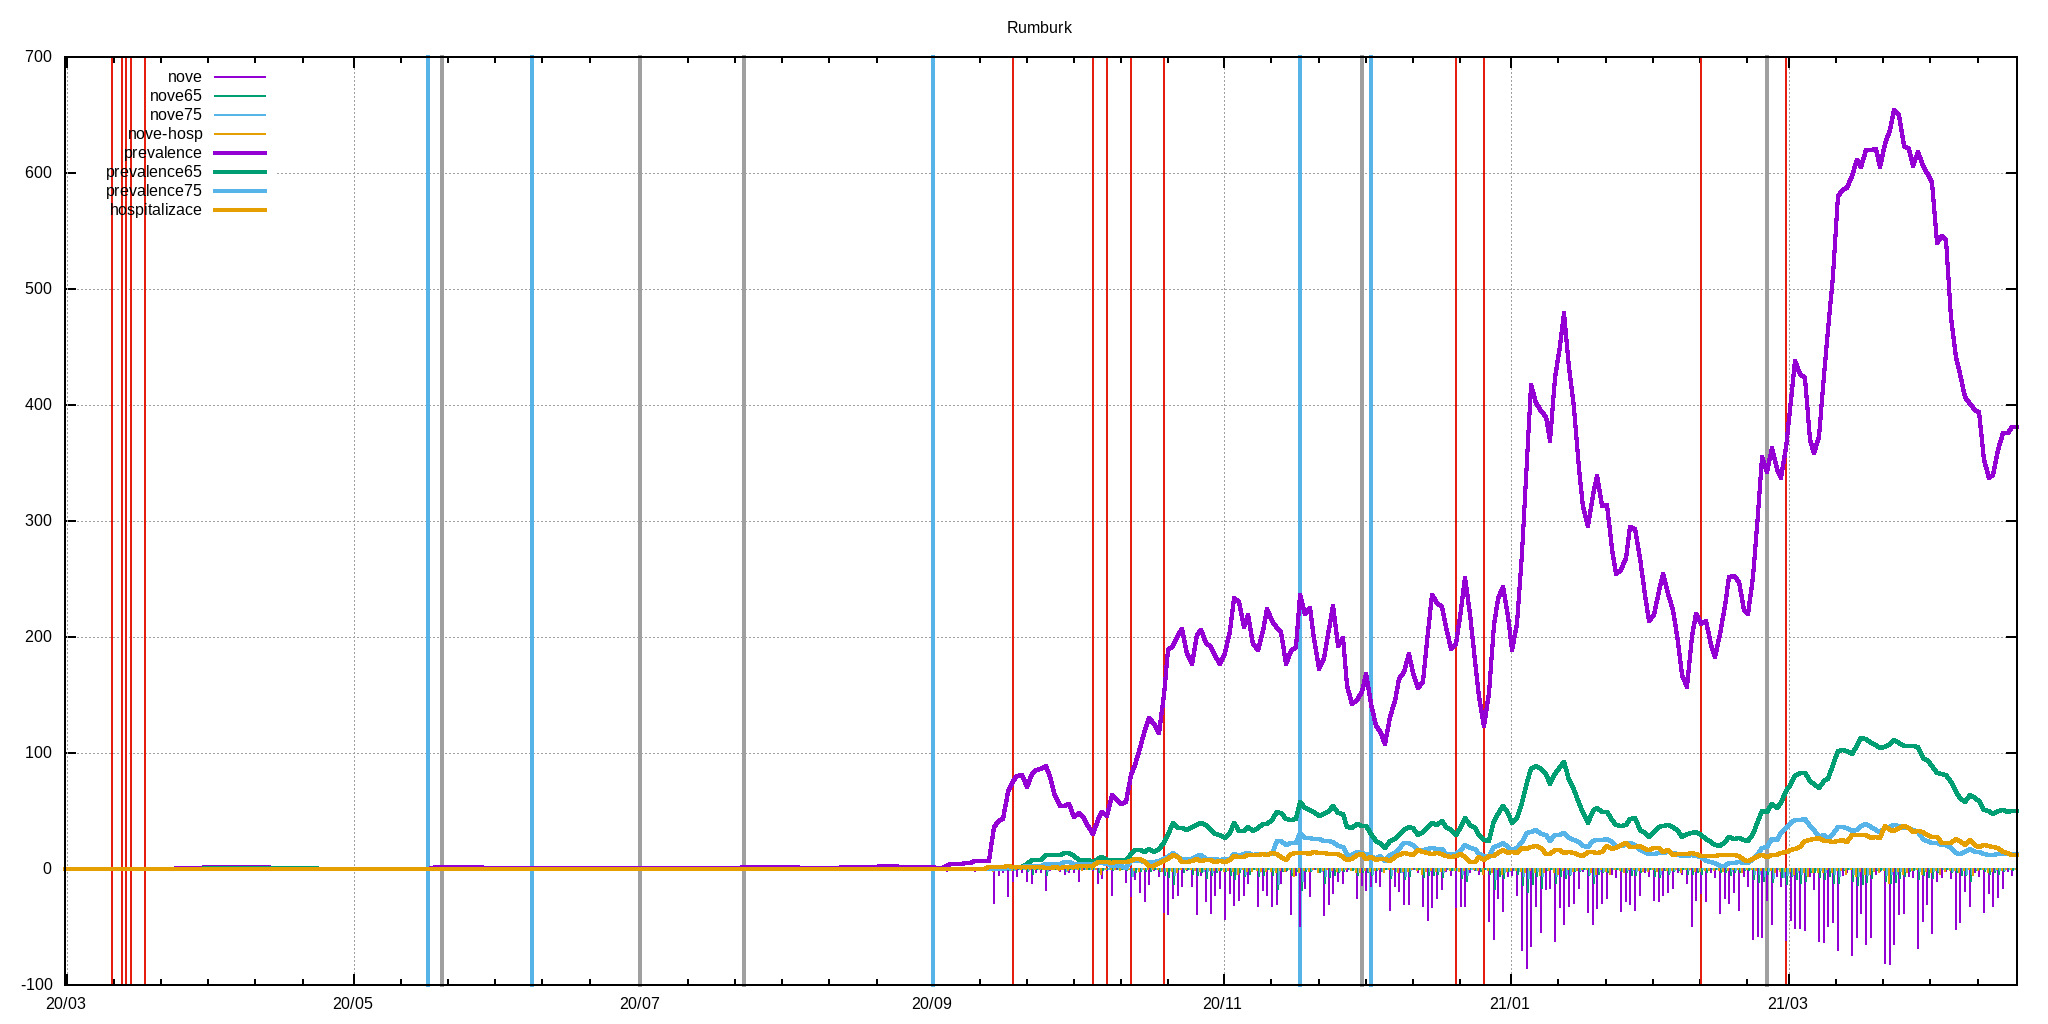 Rumburk
700
600
500
400
300
200
100
0
-100
nove
nove65
nove75
nove-hosp
prevalence
prevalence65
prevalence75
hospitalizace
20/03 20/05 20/07 20/09 20/11 21/01 21/03